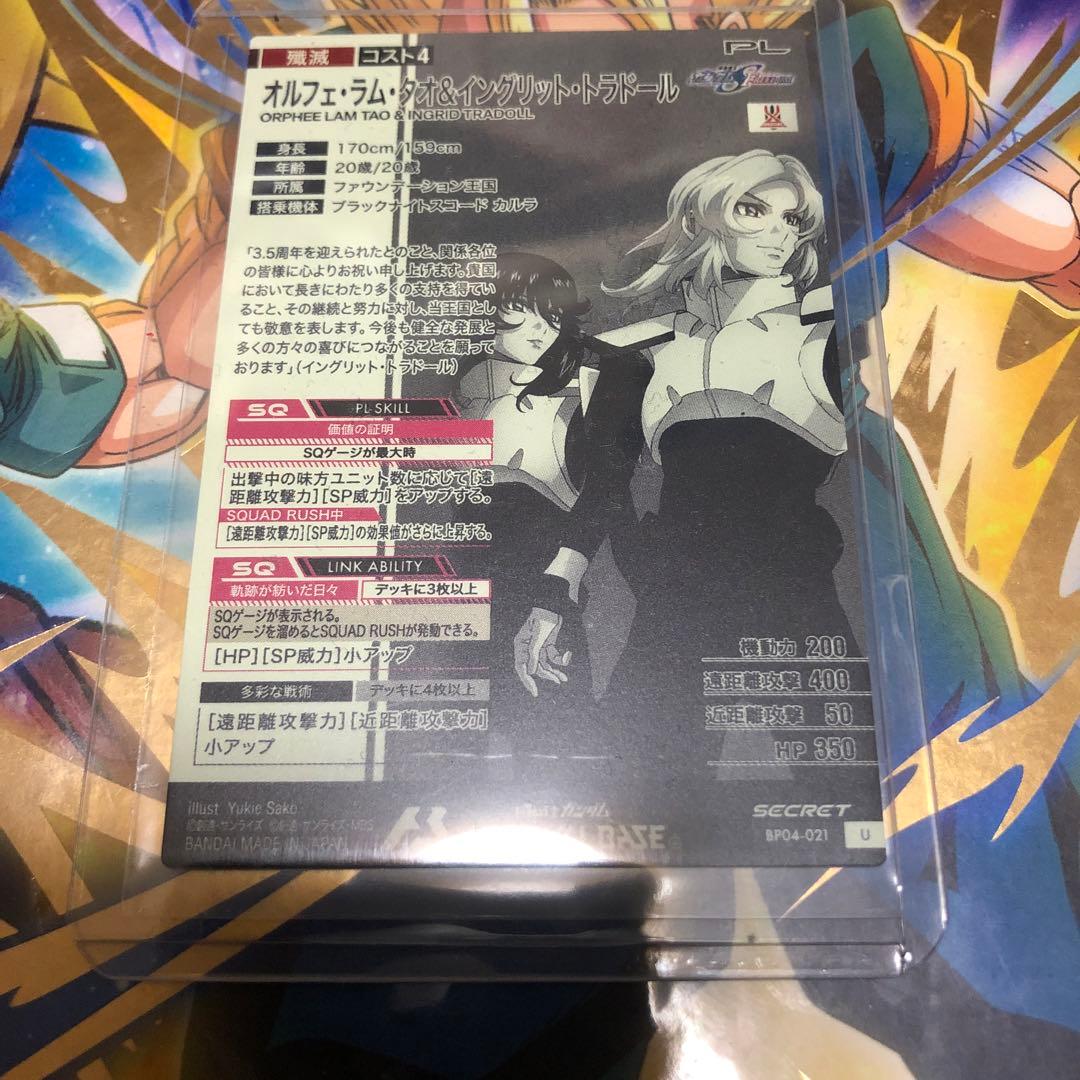 殲滅 コスト4
PL
オルフェ・ラム・タオ&イングリット・トラドール
ORPHEE LAM TAO & INGRID TRADOLL
身長 170cm/159cm
年齢 20歳/20歳
所属 ファウンデーション王国
搭乗機体 ブラックナイトスコード カルラ
「3.5周年を迎えられたとのこと、関係各位
の皆様に心よりお祝い申し上げます。貴国
において長きにわたり多くの支持を得てい
ること、その継続と努力に対し、当王国とし
ても敬意を表します。今後も健全な発展と
多くの方々の喜びにつながることを願って
おります」(イングリット・トラドール)
SQ PL SKILL
価値の証明
SQゲージが最大時
出撃中の味方ユニット数に応じて[遠
距離攻撃力][SP威力]をアップする。
SQUAD RUSH中
[遠距離攻撃力][SP威力]の効果値がさらに上昇する。
SQ LINK ABILITY
軌跡が紡いだ日々 デッキに3枚以上
SQゲージが表示される。
SQゲージを溜めるとSQUAD RUSHが発動できる。
[HP][SP威力]小アップ
多彩な戦術 デッキに4枚以上
[遠距離攻撃力][近距離攻撃力]
小アップ
機動力 200
遠距離攻撃 400
近距離攻撃 50
HP 350
illust Yukie Sako
©創通・サンライズ ©創通・サンライズ・MBS
BANDAI MADE IN JAPAN
ガンダム
BASE
SECRET
BP04-021 U